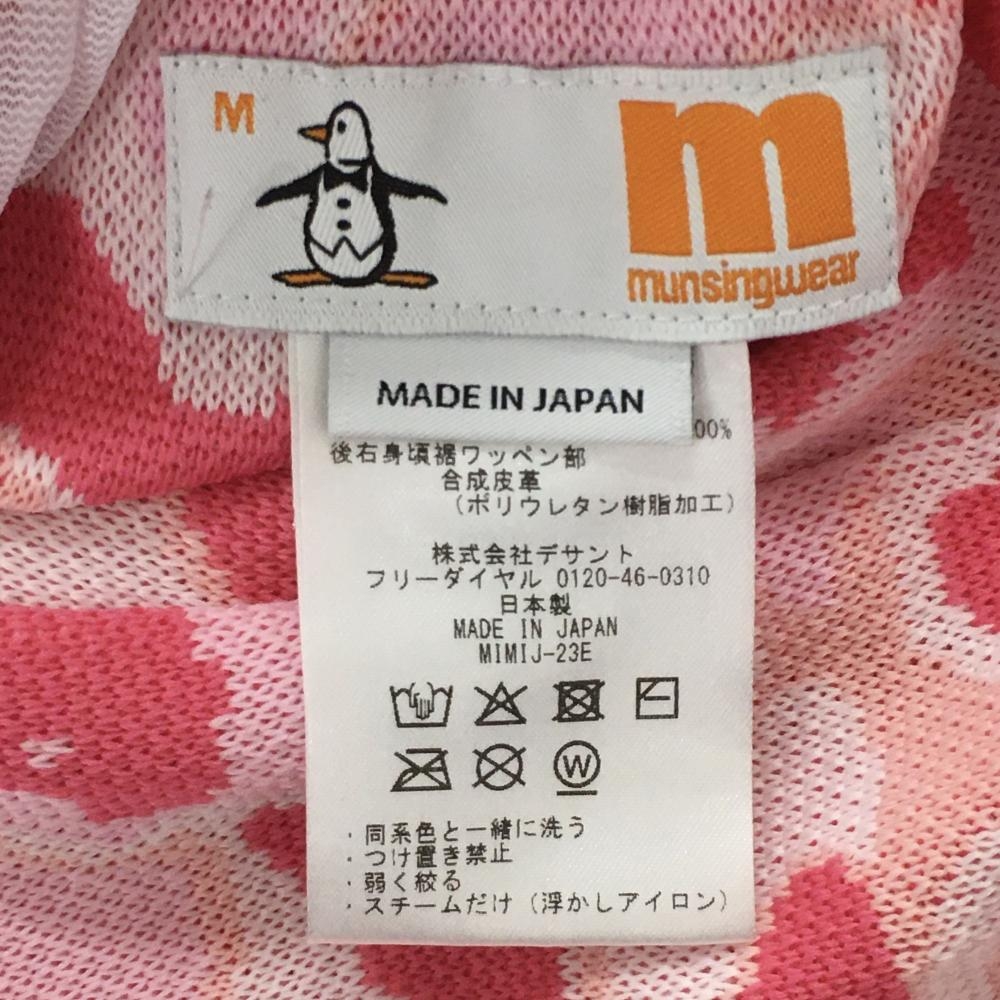 M
m
munsingwear
MADE IN JAPAN
00%
後右身頃裾ワッペン部
合成皮革
（ポリウレタン樹脂加工）
株式会社デサント
フリーダイヤル 0120-46-0310
日本製
MADE IN JAPAN
MIMIJ-23E
W
・同系色と一緒に洗う
・つけ置き禁止
・弱く絞る
・スチームだけ（浮かしアイロン）